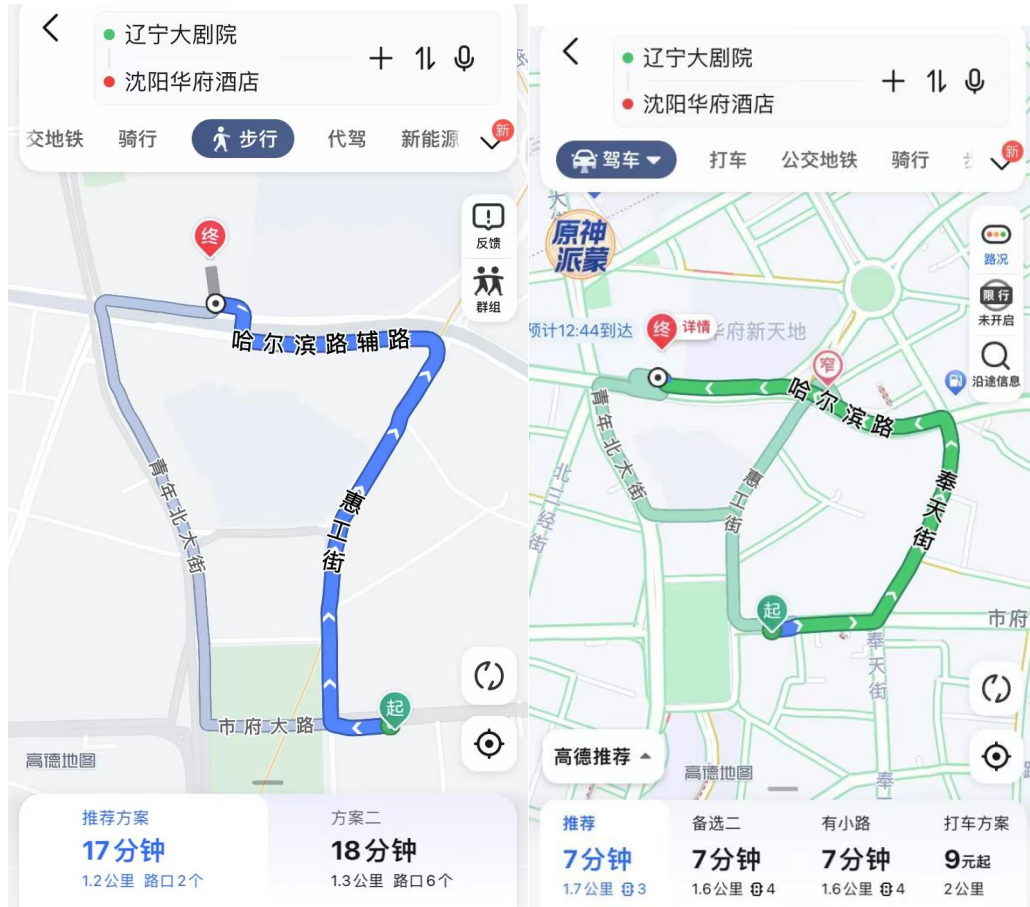 辽宁大剧院
沈阳华府酒店
交地铁 骑行 步行 代驾 新能源 新
终
反馈
群组
哈尔滨路辅路
青年北大街
惠工街
起
市府大路
高德地图
推荐方案
17分钟
1.2公里 路口2个
方案二
18分钟
1.3公里 路口6个
辽宁大剧院
沈阳华府酒店
驾车 打车 公交地铁 骑行 新
大街
原神
派蒙
路况
限行
未开启
沿途信息
预计12:44到达
终
详情
华府新天地
窄
哈尔滨路
青年北大街
北三经街
惠工街
奉天街
起
市府
奉天街
奉
高德推荐
高德地图
推荐
7分钟
1.7公里 3
备选二
7分钟
1.6公里 4
有小路
7分钟
1.6公里 4
打车方案
9元起
2公里